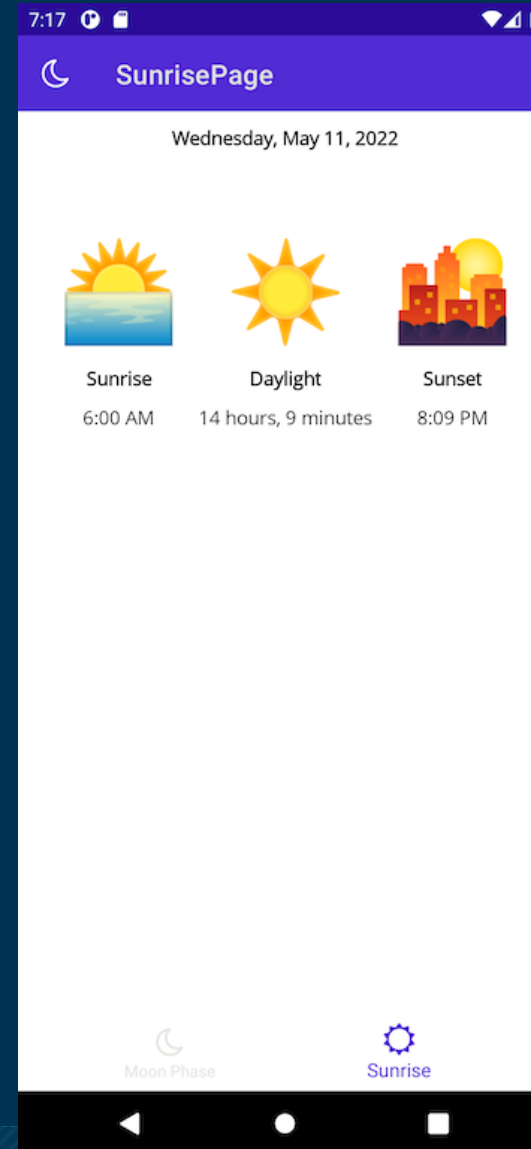 7:17
SunrisePage
Wednesday, May 11, 2022
Sunrise Daylight Sunset
6:00 AM 14 hours, 9 minutes 8:09 PM
Moon Phase Sunrise